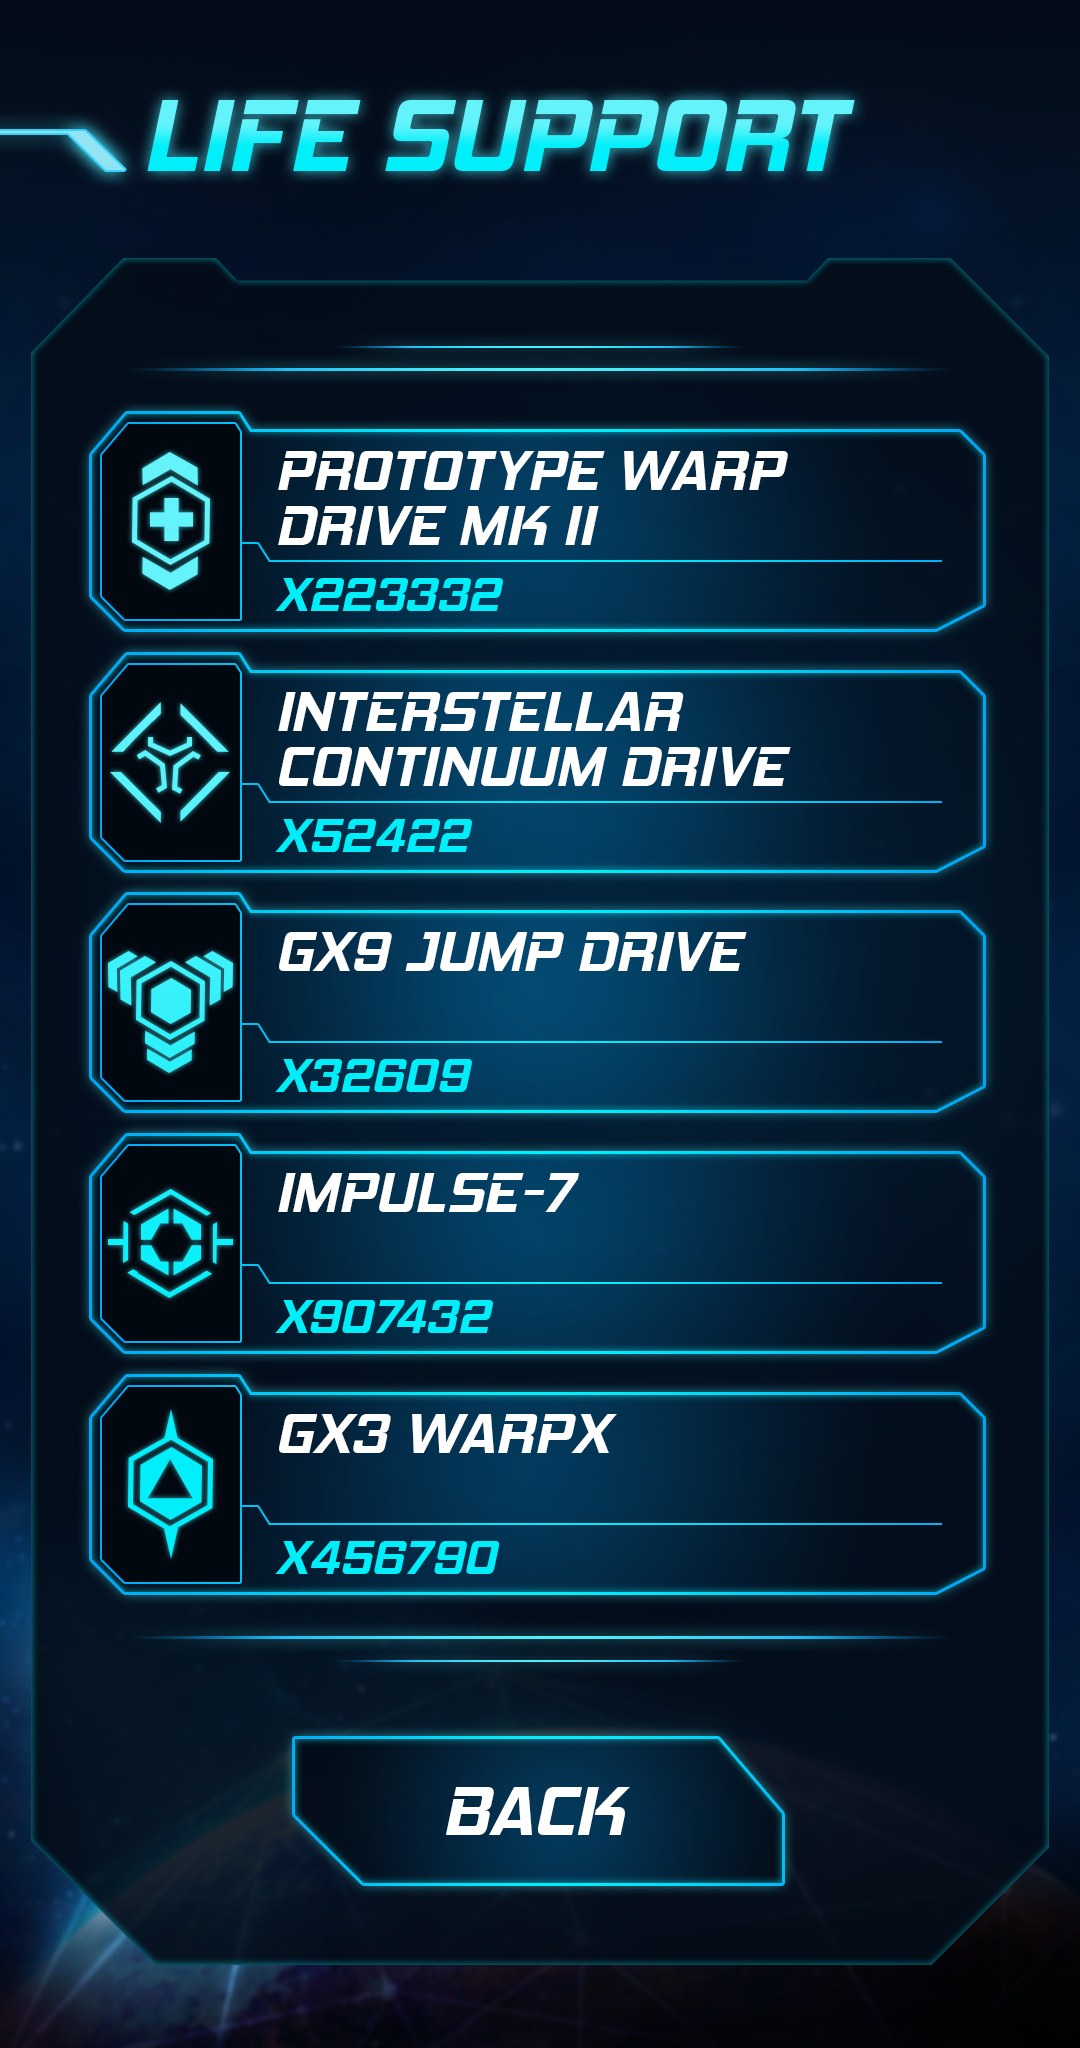 LIFE SUPPORT
PROTOTYPE WARP
DRIVE MK II
X223332
INTERSTELLAR
CONTINUUM DRIVE
X52422
GX9 JUMP DRIVE
X32609
IMPULSE-7
X907432
GX3 WARPX
X456790
BACK